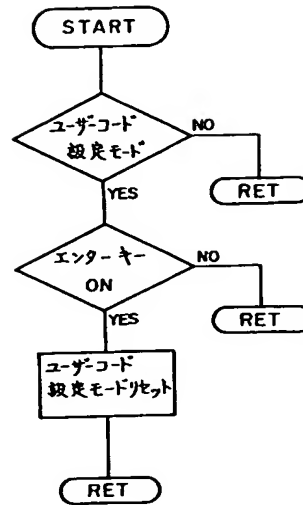 START
ユーザーコード
設定モード
NO
RET
YES
エンターキー
ON
NO
RET
YES
ユーザーコード
設定モードリセット
RET